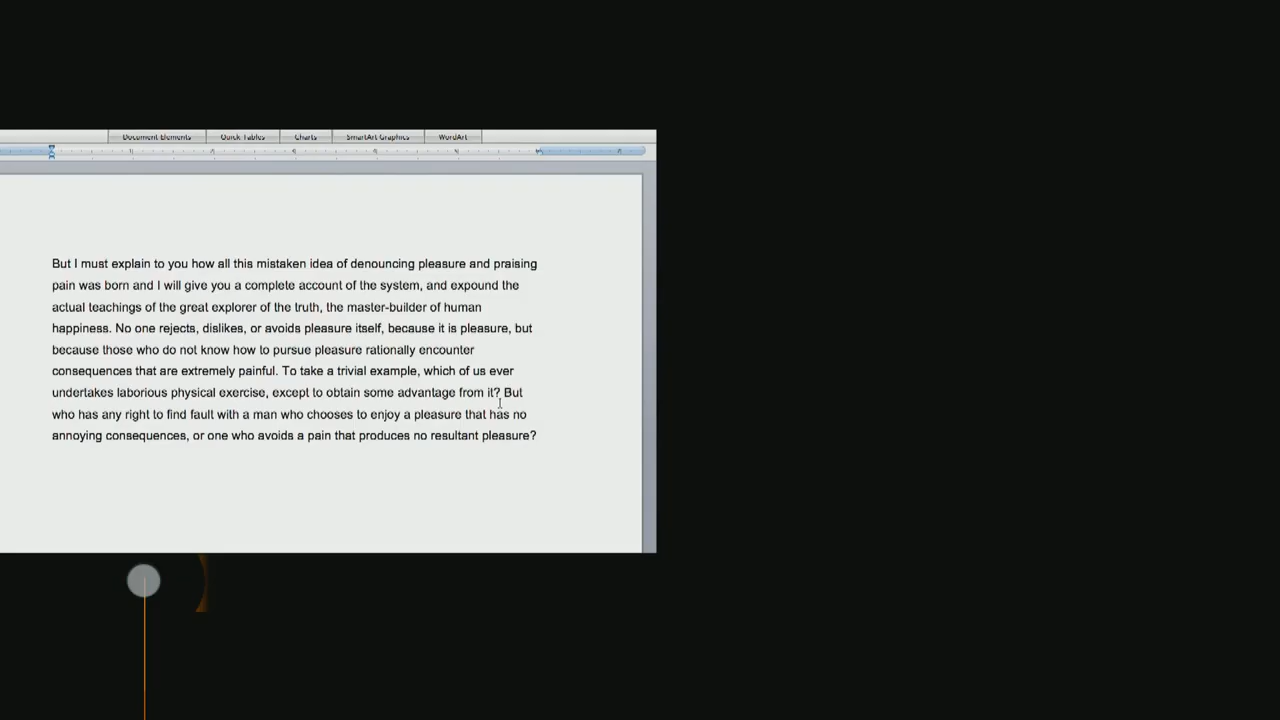 Document Elements Quick Tables Charts SmartArt Graphics WordArt
But I must explain to you how all this mistaken idea of denouncing pleasure and praising
pain was born and I will give you a complete account of the system, and expound the
actual teachings of the great explorer of the truth, the master-builder of human
happiness. No one rejects, dislikes, or avoids pleasure itself, because it is pleasure, but
because those who do not know how to pursue pleasure rationally encounter
consequences that are extremely painful. To take a trivial example, which of us ever
undertakes laborious physical exercise, except to obtain some advantage from it? But
who has any right to find fault with a man who chooses to enjoy a pleasure that has no
annoying consequences, or one who avoids a pain that produces no resultant pleasure?